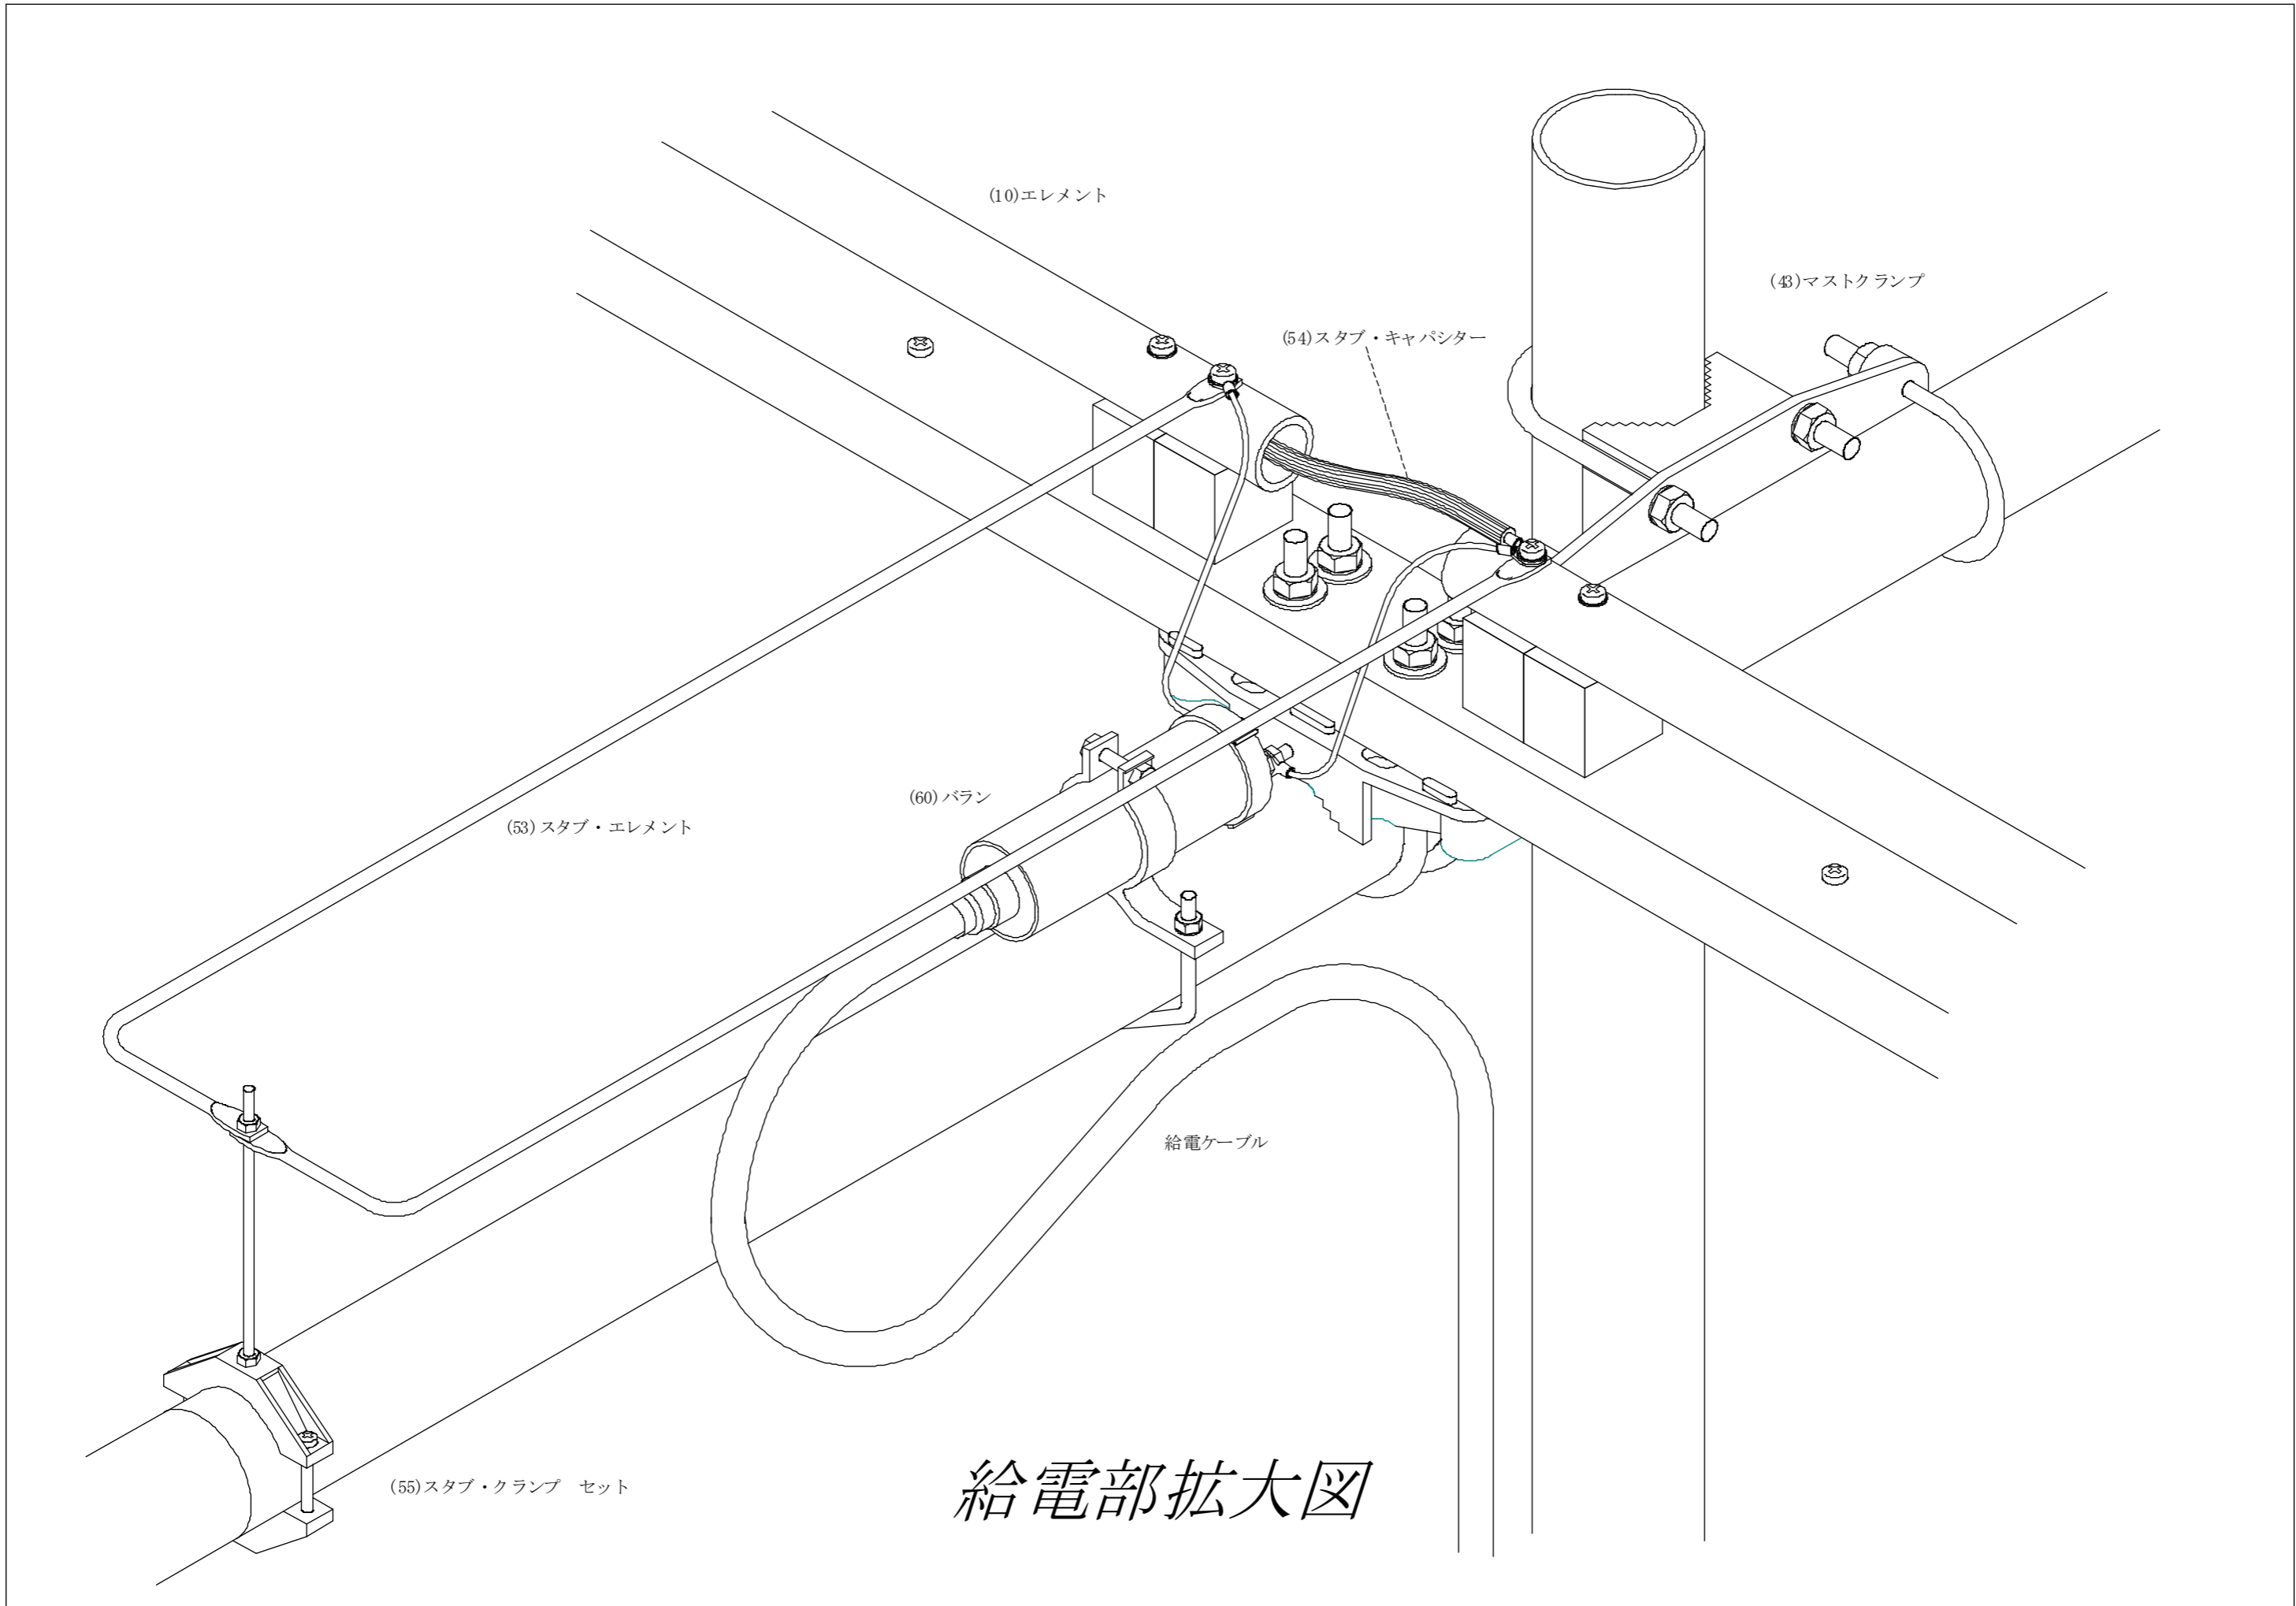 (10)エレメント
(43)マストクランプ
(54)スタブ・キャパシター
(60)バラン
(53)スタブ・エレメント
給電ケーブル
(55)スタブ・クランプ セット
給電部拡大図